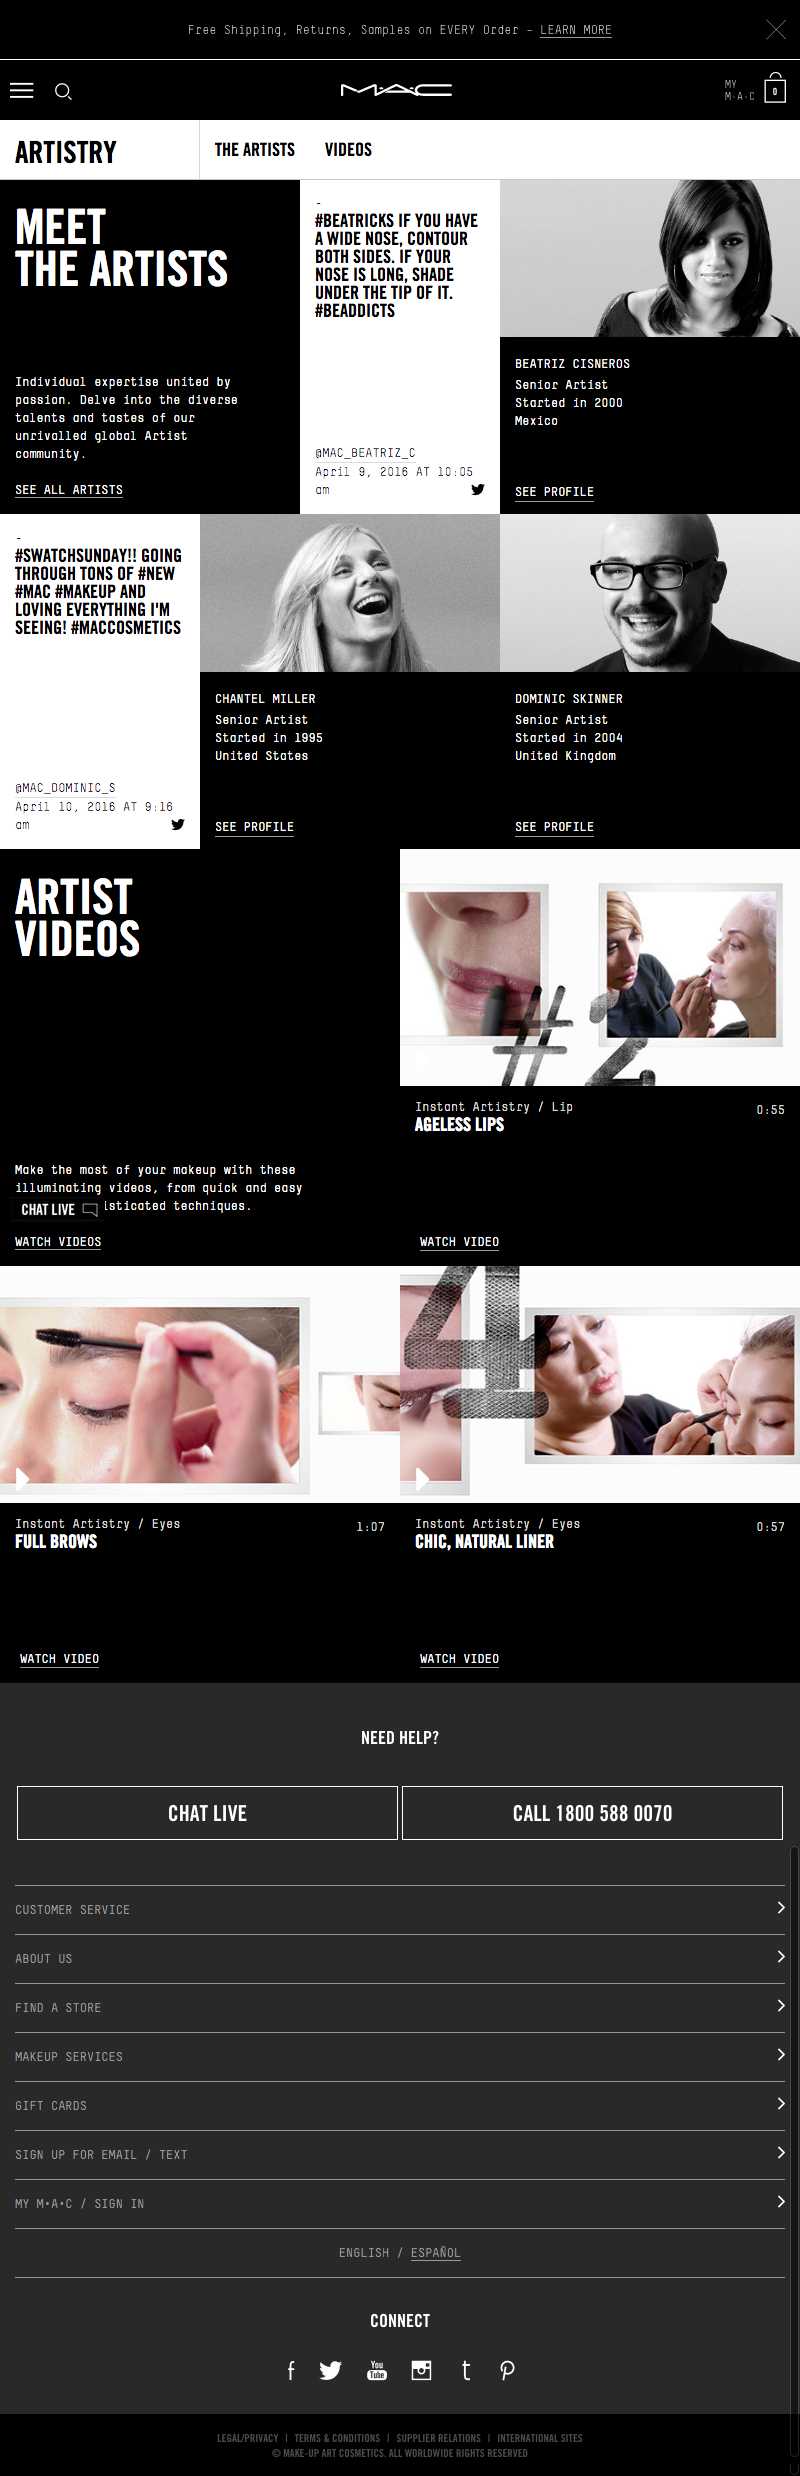 Free Shipping, Returns, Samples on EVERY Order – LEARN MORE
M·A·C
MY
M·A·C
0
ARTISTRY
THE ARTISTS
VIDEOS
MEET
THE ARTISTS
Individual expertise united by
passion. Delve into the diverse
talents and tastes of our
unrivalled global Artist
community.
SEE ALL ARTISTS
-
#BEATRICKS IF YOU HAVE
A WIDE NOSE, CONTOUR
BOTH SIDES. IF YOUR
NOSE IS LONG, SHADE
UNDER THE TIP OF IT.
#BEADDICTS
@MAC_BEATRIZ_C
April 9, 2016 AT 10:05
am
BEATRIZ CISNEROS
Senior Artist
Started in 2000
Mexico
SEE PROFILE
-
#SWATCHSUNDAY!! GOING
THROUGH TONS OF #NEW
#MAC #MAKEUP AND
LOVING EVERYTHING I'M
SEEING! #MACCOSMETICS
@MAC_DOMINIC_S
April 10, 2016 AT 9:16
am
CHANTEL MILLER
Senior Artist
Started in 1995
United States
SEE PROFILE
DOMINIC SKINNER
Senior Artist
Started in 2004
United Kingdom
SEE PROFILE
ARTIST
VIDEOS
Make the most of your makeup with these
illuminating videos, from quick and easy
isticated techniques.
CHAT LIVE
WATCH VIDEOS
#2
Instant Artistry / Lip
0:55
AGELESS LIPS
WATCH VIDEO
Instant Artistry / Eyes
1:07
FULL BROWS
WATCH VIDEO
4
Instant Artistry / Eyes
0:57
CHIC, NATURAL LINER
WATCH VIDEO
NEED HELP?
CHAT LIVE
CALL 1800 588 0070
CUSTOMER SERVICE
ABOUT US
FIND A STORE
MAKEUP SERVICES
GIFT CARDS
SIGN UP FOR EMAIL / TEXT
MY M•A•C / SIGN IN
ENGLISH / ESPAÑOL
CONNECT
f
You
Tube
t
LEGAL/PRIVACY | TERMS & CONDITIONS | SUPPLIER RELATIONS | INTERNATIONAL SITES
© MAKE-UP ART COSMETICS. ALL WORLDWIDE RIGHTS RESERVED